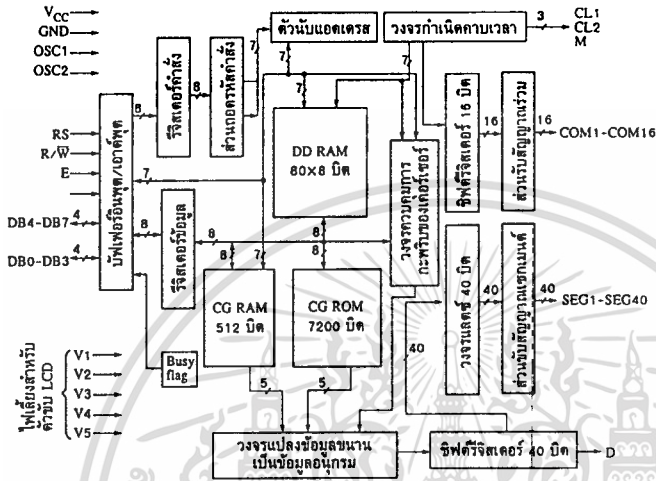 VCC
GND
OSC1
OSC2
RS
R/W̅
E
DB4-DB7
4
DB0-DB3
4
ไฟเลี้ยงสำหรับ
ตัวขับ LCD
V1
V2
V3
V4
V5
บัฟเฟอร์อินพุต/เอาต์พุต
8
รีจิสเตอร์คำสั่ง
8
ส่วนถอดรหัสคำสั่ง
7
7
8
รีจิสเตอร์ข้อมูล
8
Busy
flag
ตัวนับแอดเดรส
7
7
วงจรกำเนิดคาบเวลา
7
3
CL1
CL2
M
DD RAM
80×8 บิต
8
8
7
8
CG RAM
512 บิต
CG ROM
7200 บิต
5
5
วงจรควบคุมการ
กะพริบของเคอร์เซอร์
ชิฟต์รีจิสเตอร์ 16 บิต
16
ส่วนรับสัญญาณร่วม
16
COM1-COM16
วงจรแลตช์ 40 บิต
40
ส่วนขับสัญญาณเซกเมนต์
40
SEG1-SEG40
40
วงจรแปลงข้อมูลขนาน
เป็นข้อมูลอนุกรม
ชิฟต์รีจิสเตอร์ 40 บิต
D